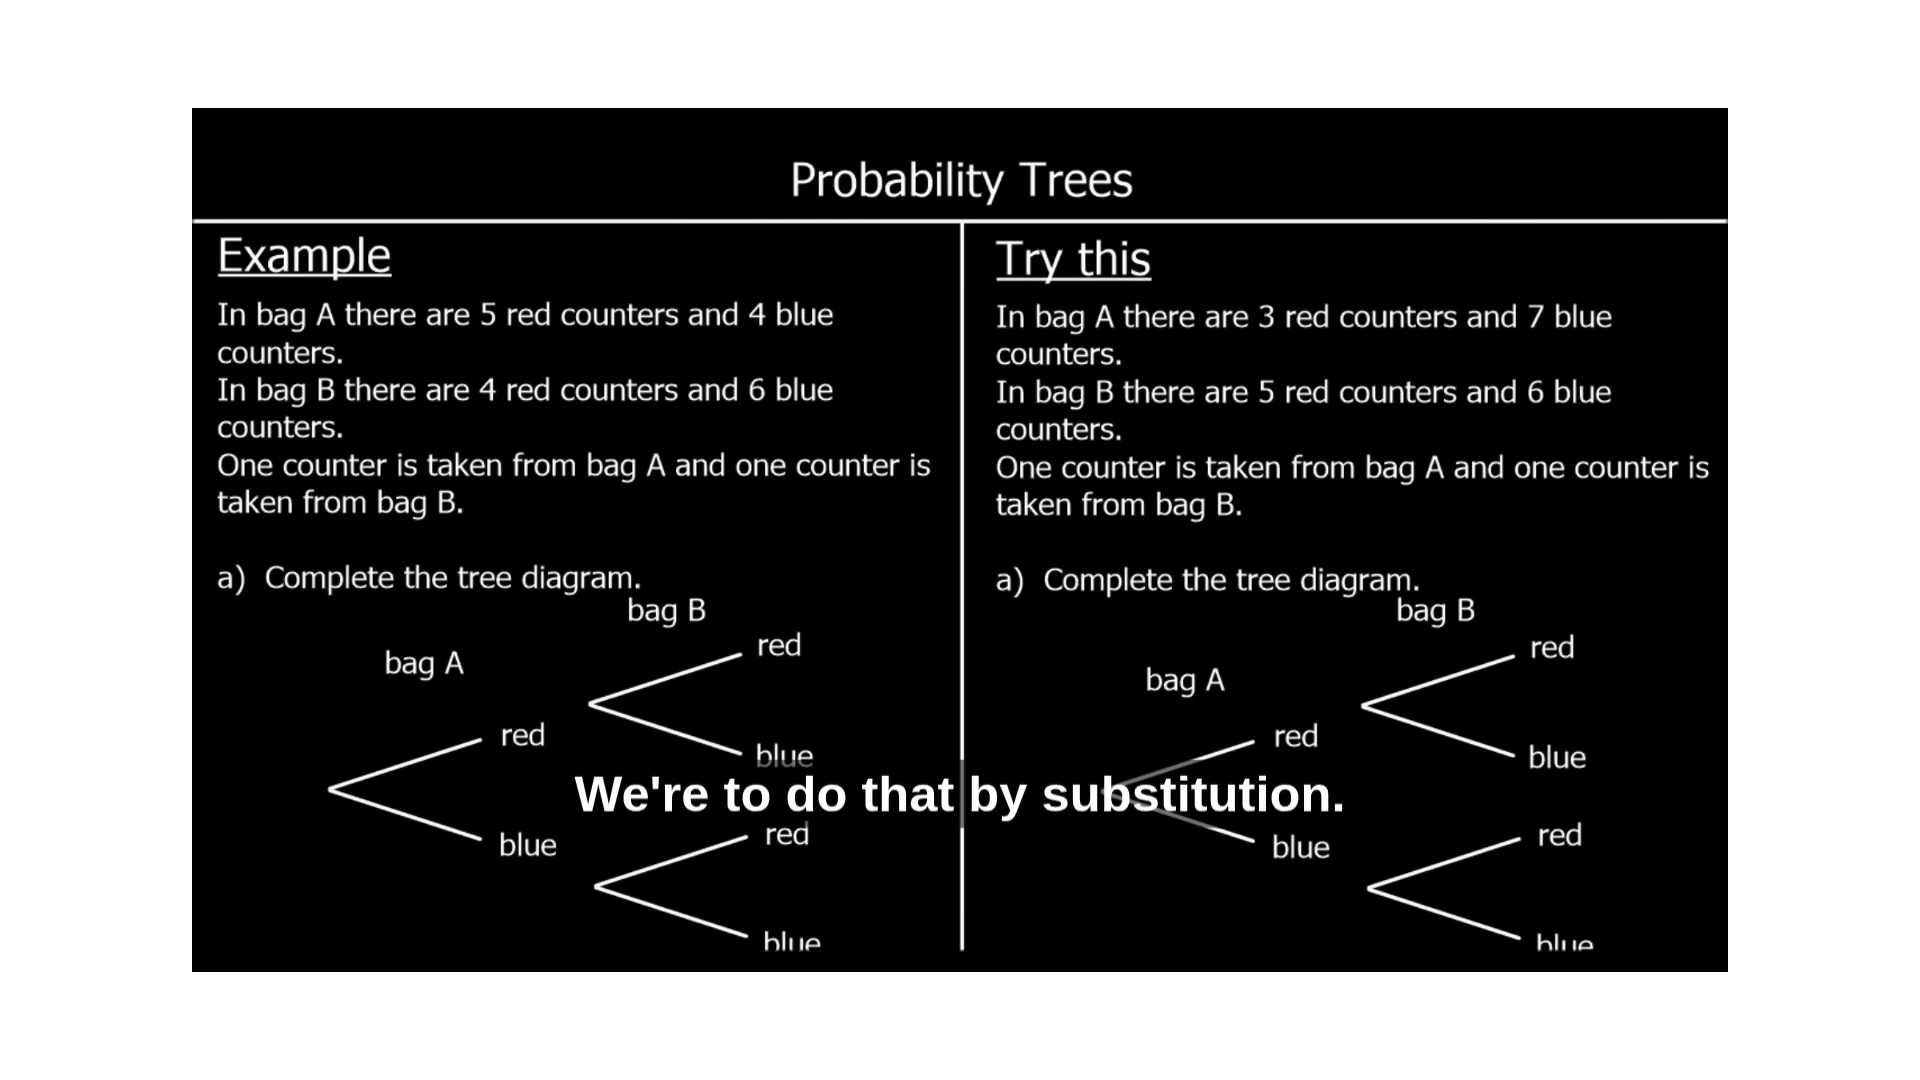 Probability Trees
Example
In bag A there are 5 red counters and 4 blue
counters.
In bag B there are 4 red counters and 6 blue
counters.
One counter is taken from bag A and one counter is
taken from bag B.
a) Complete the tree diagram.
bag B
red
bag A
red
blue
blue
red
blue
Try this
In bag A there are 3 red counters and 7 blue
counters.
In bag B there are 5 red counters and 6 blue
counters.
One counter is taken from bag A and one counter is
taken from bag B.
a) Complete the tree diagram.
bag B
red
bag A
red
blue
blue
red
blue
We're to do that by substitution.